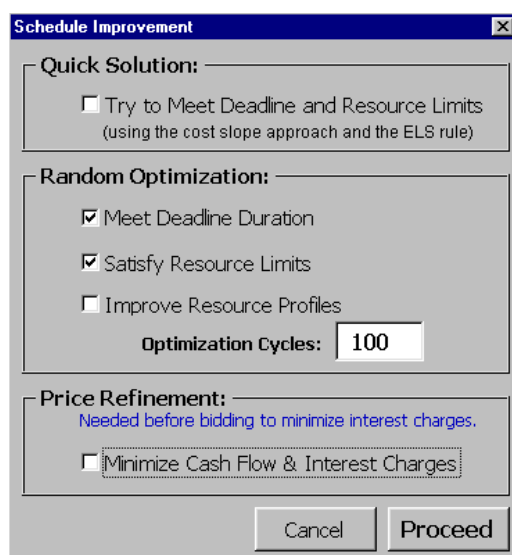 Schedule Improvement
Quick Solution:
Try to Meet Deadline and Resource Limits
(using the cost slope approach and the ELS rule)
Random Optimization:
Meet Deadline Duration
Satisfy Resource Limits
Improve Resource Profiles
Optimization Cycles: 100
Price Refinement:
Needed before bidding to minimize interest charges.
Minimize Cash Flow & Interest Charges
Cancel Proceed